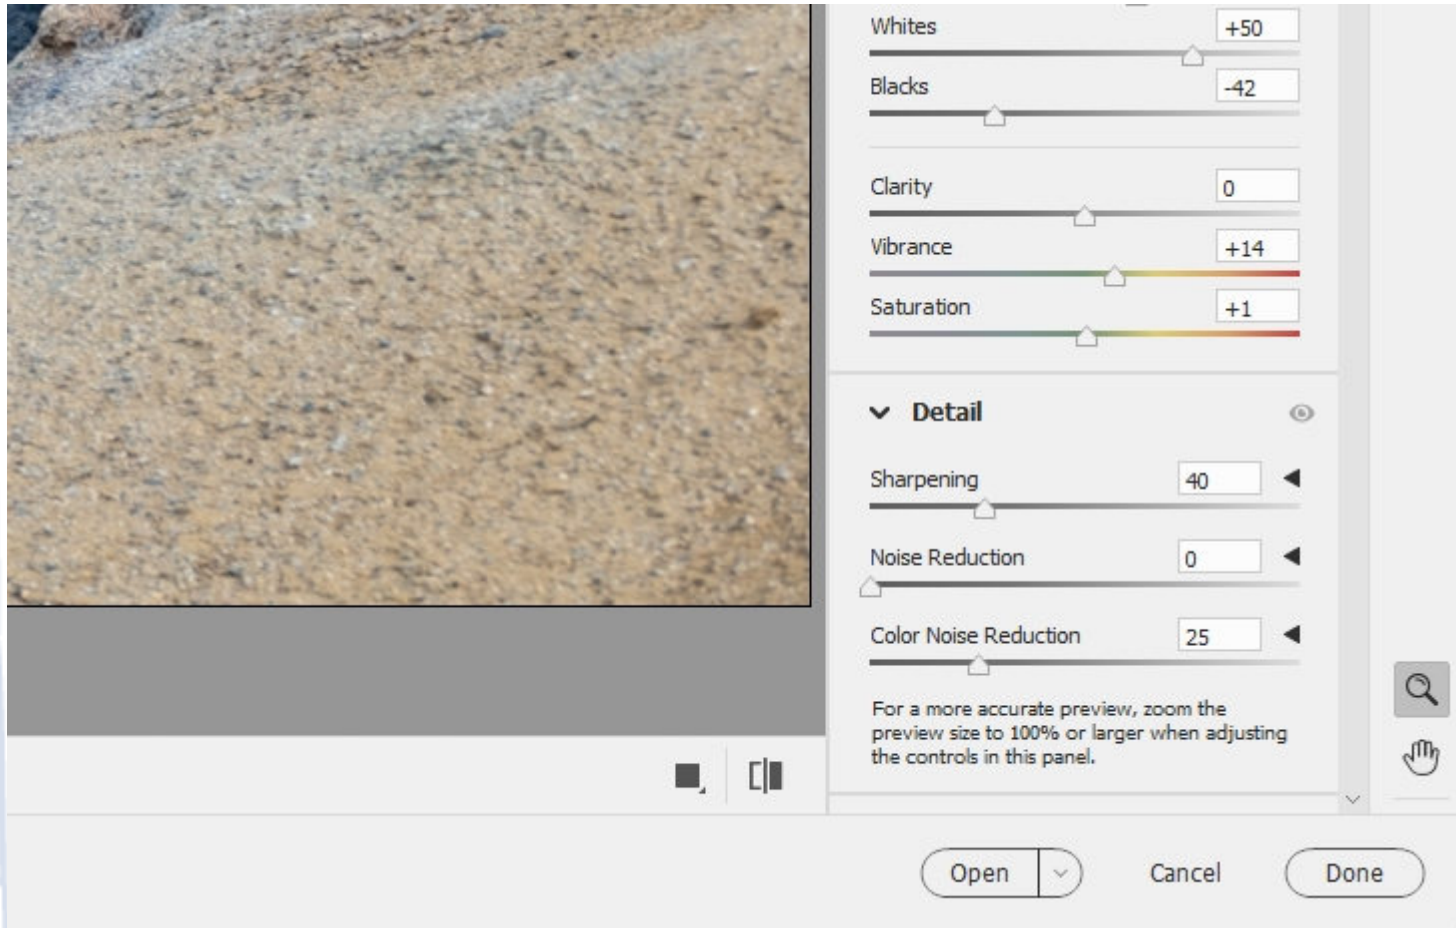 Whites +50
Blacks -42
Clarity 0
Vibrance +14
Saturation +1
Detail
Sharpening 40
Noise Reduction 0
Color Noise Reduction 25
For a more accurate preview, zoom the
preview size to 100% or larger when adjusting
the controls in this panel.
Open Cancel Done